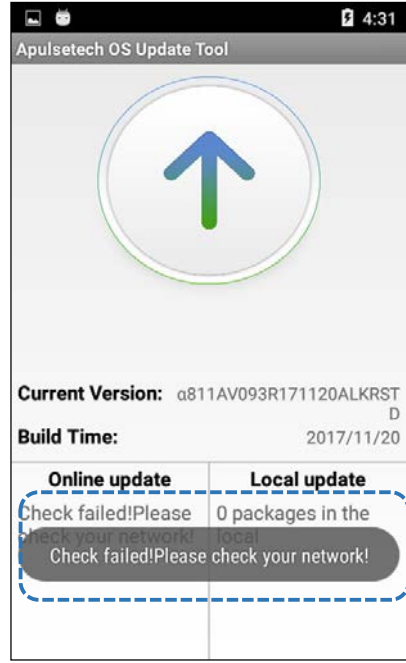 4:31
Apulsetech OS Update Tool
Current Version: α811AV093R171120ALKRST
D
Build Time: 2017/11/20
Online update Local update
Check failed!Please 0 packages in the
check your network! local
Check failed!Please check your network!